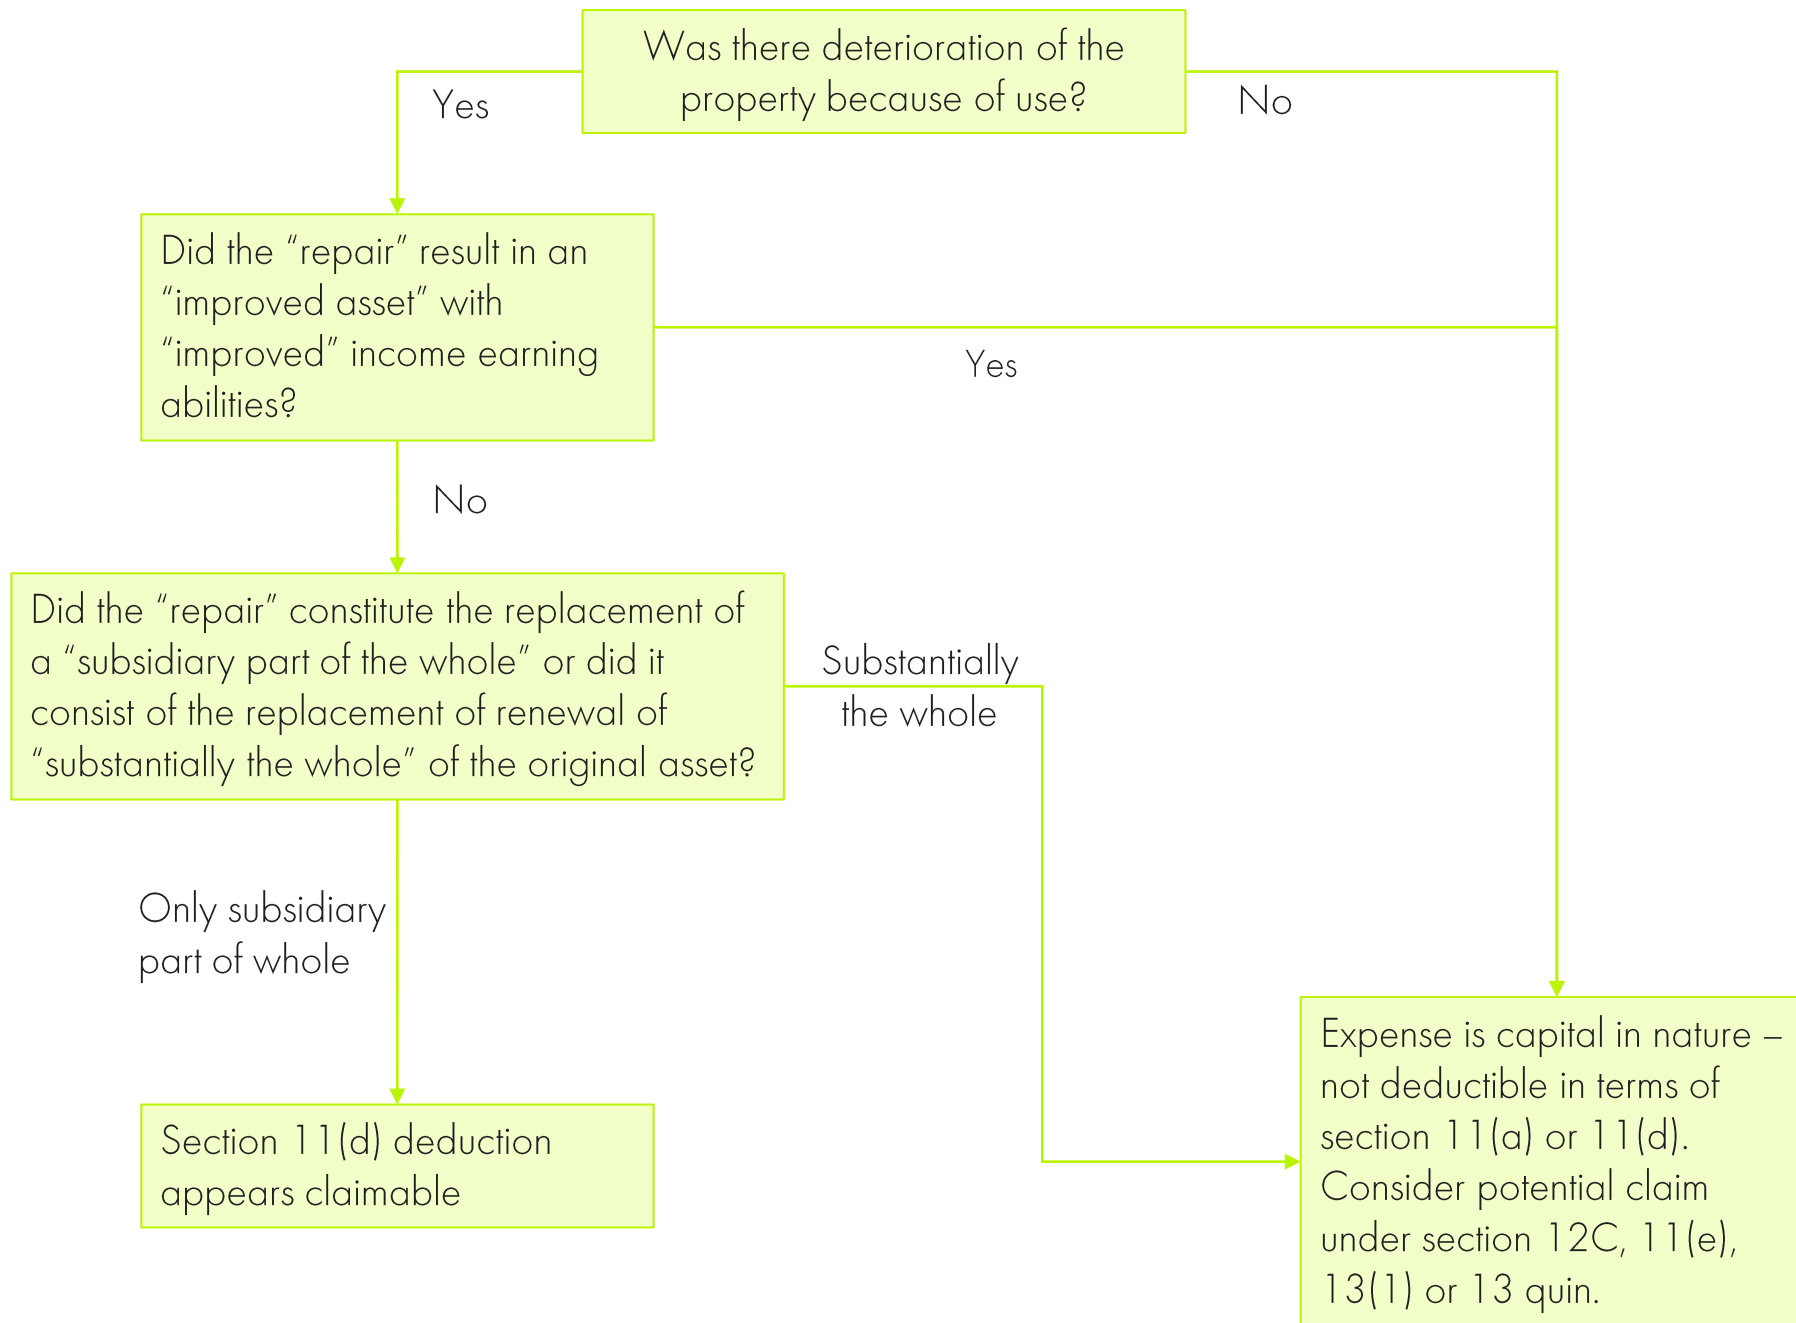 Was there deterioration of the
property because of use?
Yes
No
Did the “repair” result in an
“improved asset” with
“improved” income earning
abilities?
Yes
No
Did the “repair” constitute the replacement of
a “subsidiary part of the whole” or did it
consist of the replacement of renewal of
“substantially the whole” of the original asset?
Substantially
the whole
Only subsidiary
part of whole
Section 11(d) deduction
appears claimable
Expense is capital in nature –
not deductible in terms of
section 11(a) or 11(d).
Consider potential claim
under section 12C, 11(e),
13(1) or 13 quin.